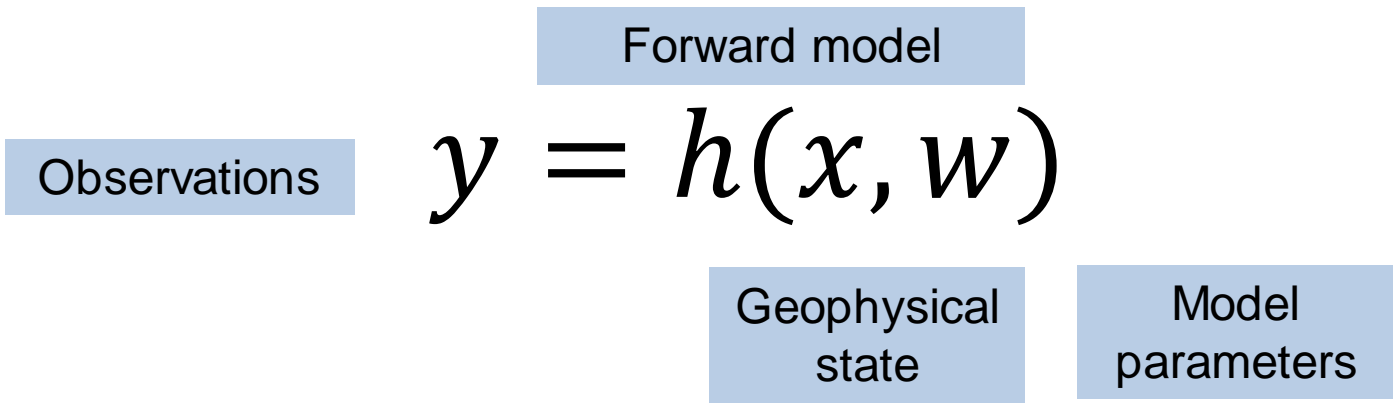 Forward model
Observations
y = h(x, w)
Geophysical
state
Model
parameters